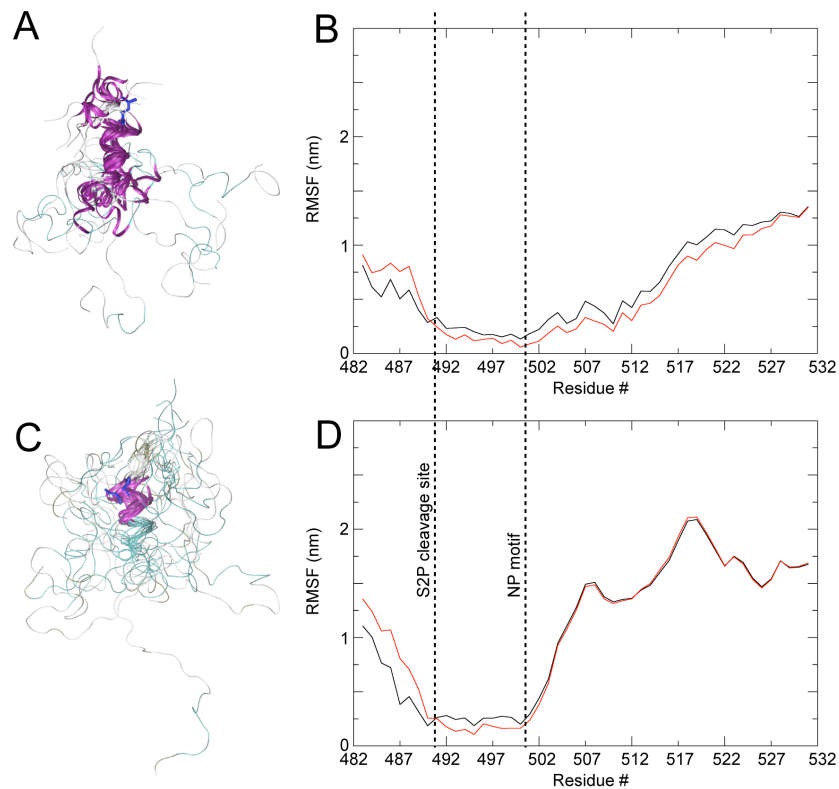 A
B
2
RMSF (nm)
1
0
482 487 492 497 502 507 512 517 522 527 532
Residue #
C
D
S2P cleavage site
NP motif
2
RMSF (nm)
1
0
482 487 492 497 502 507 512 517 522 527 532
Residue #